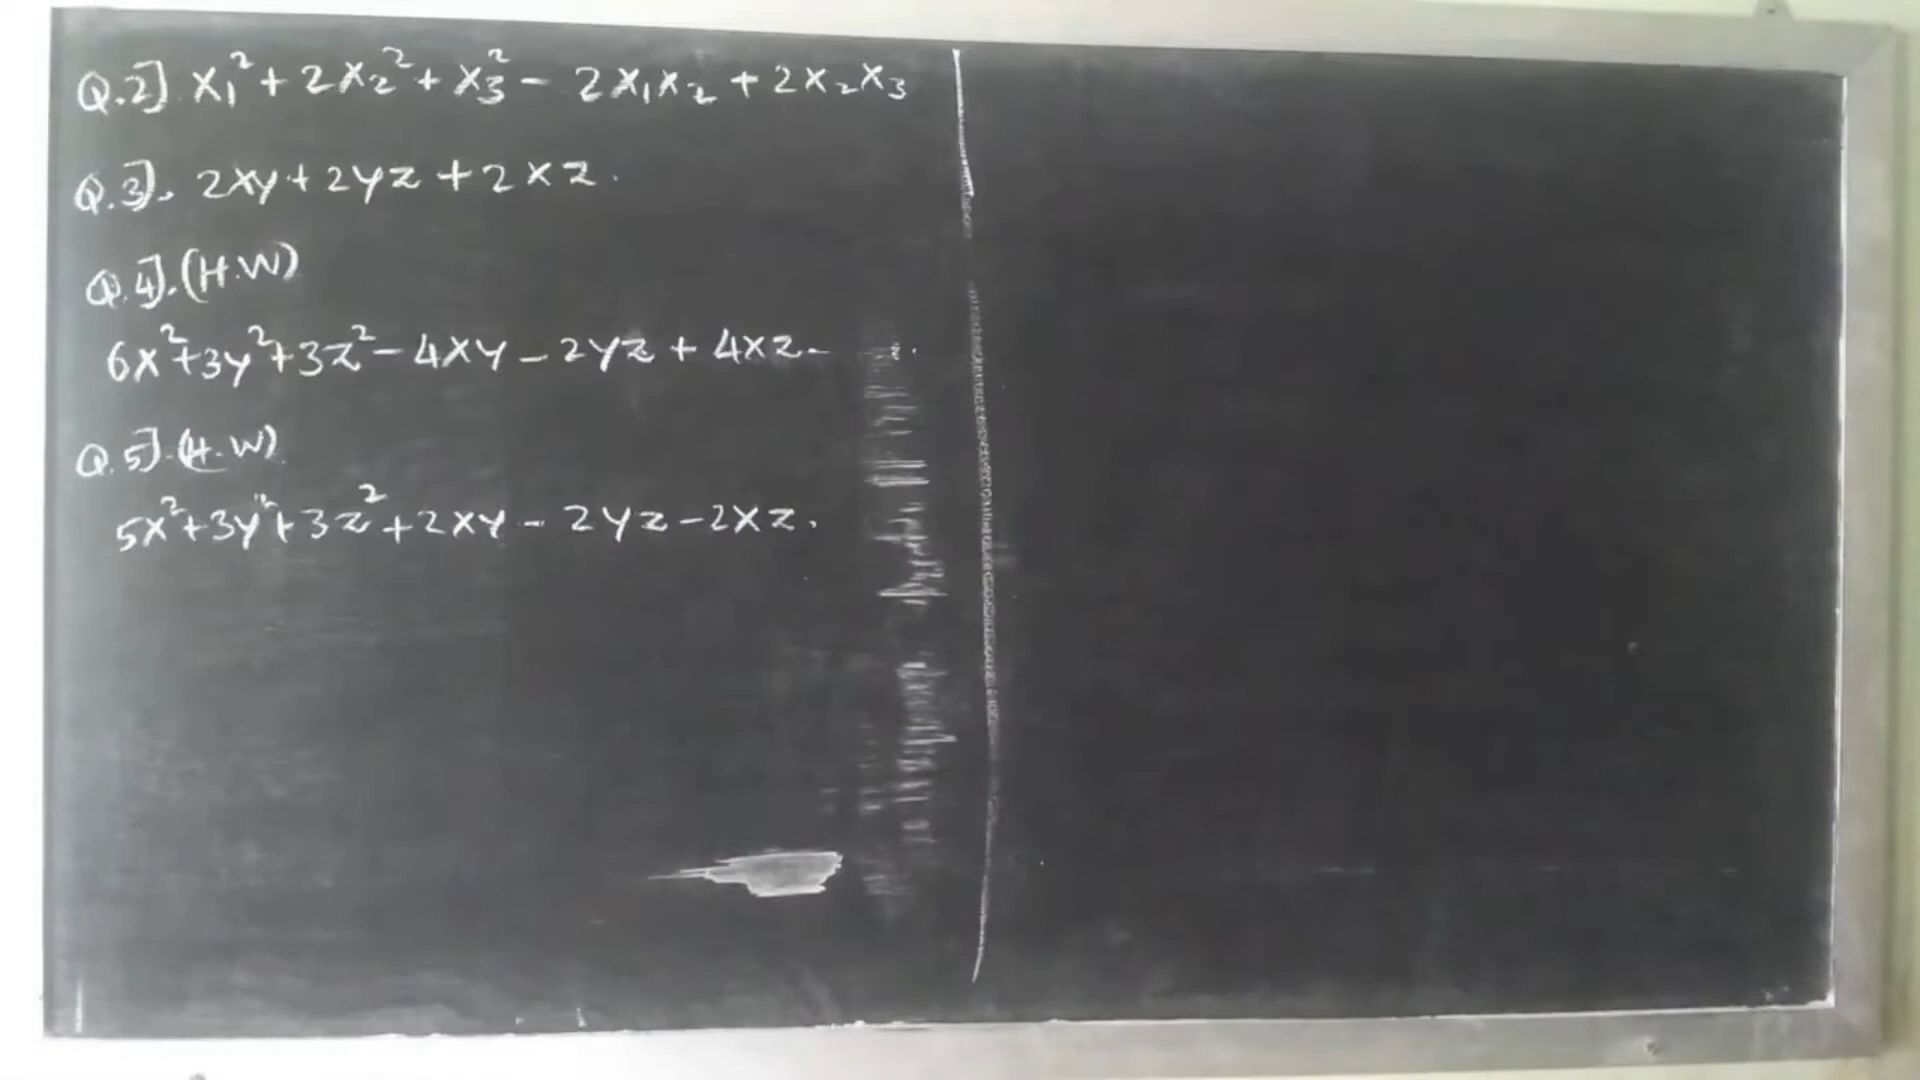 Q.2] x₁² + 2x₂² + x₃² - 2x₁x₂ + 2x₂x₃
Q.3]. 2xy + 2yz + 2xz.
Q.4].(H.W)
6x²+3y²+3z²-4xy-2yz+4xz.
Q.5].(H.W)
5x²+3y²+3z²+2xy-2yz-2xz.